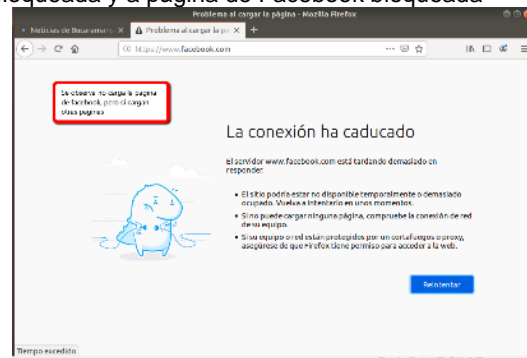 bloqueada y a página de Facebook bloqueada
Problema al cargar la página - Mozilla Firefox
Noticias de Bucaraman
Problema al cargar la pá
https://www.facebook.com
Se observa no carga la pagina
de facebook, pero si cargan
otras paginas
La conexión ha caducado
El servidor www.facebook.com está tardando demasiado en
responder.
• El sitio podría estar no disponible temporalmente o demasiado
ocupado. Vuelva a intentarlo en unos momentos.
• Si no puede cargar ninguna página, compruebe la conexión de red
de su equipo.
• Si su equipo o red están protegidos por un cortafuegos o proxy,
asegúrese de que Firefox tiene permiso para acceder a la web.
Reintentar
Tiempo excedido